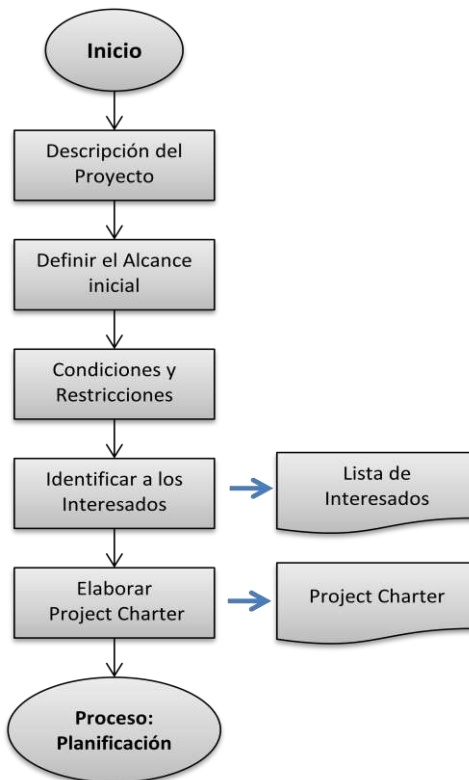 Inicio
Descripción del
Proyecto
Definir el Alcance
inicial
Condiciones y
Restricciones
Identificar a los
Interesados
Lista de
Interesados
Elaborar
Project Charter
Project Charter
Proceso:
Planificación